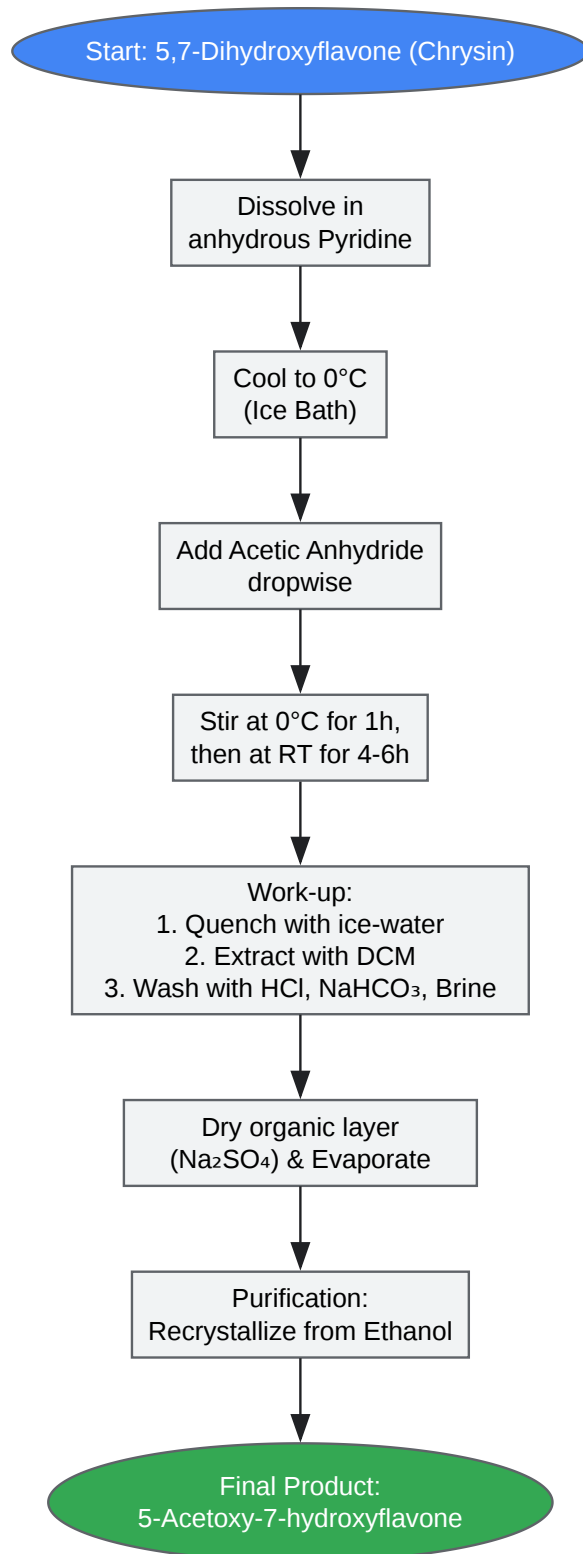 Start: 5,7-Dihydroxyflavone (Chrysin)
Dissolve in
anhydrous Pyridine
Cool to 0°C
(Ice Bath)
Add Acetic Anhydride
dropwise
Stir at 0°C for 1h,
then at RT for 4-6h
Work-up:
1. Quench with ice-water
2. Extract with DCM
3. Wash with HCl, NaHCO₃, Brine
Dry organic layer
(Na₂SO₄) & Evaporate
Purification:
Recrystallize from Ethanol
Final Product:
5-Acetoxy-7-hydroxyflavone